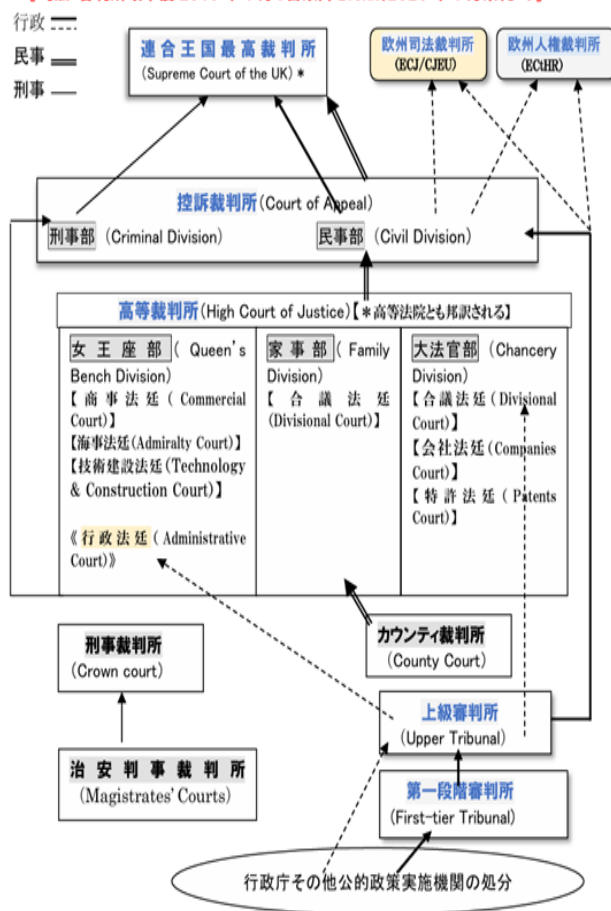 行政
民事
刑事
連合王国最高裁判所
(Supreme Court of the UK) *
欧州司法裁判所
(ECJ/CJEU)
欧州人権裁判所
(ECtHR)
控訴裁判所(Court of Appeal)
刑事部 (Criminal Division)
民事部 (Civil Division)
高等裁判所(High Court of Justice)【*高等法院とも邦訳される】
女王座部 ( Queen's
Bench Division)
【商事法廷 ( Commercial
Court)】
【海事法廷(Admiralty Court)】
【技術建設法廷(Technology
& Construction Court)】
《行政法廷 ( Administrative
Court)》
家事部 ( Family
Division)
【合議法廷
(Divisional Court)】
大法官部 (Chancery
Division)
【合議法廷(Divisional
Court)】
【会社法廷(Companies
Court)】
【特許法廷 (Patents
Court)】
刑事裁判所
(Crown court)
カウンティ裁判所
(County Court)
治安判事裁判所
(Magistrates' Courts)
上級審判所
(Upper Tribunal)
第一段階審判所
(First-tier Tribunal)
行政庁その他公的政策実施機関の処分